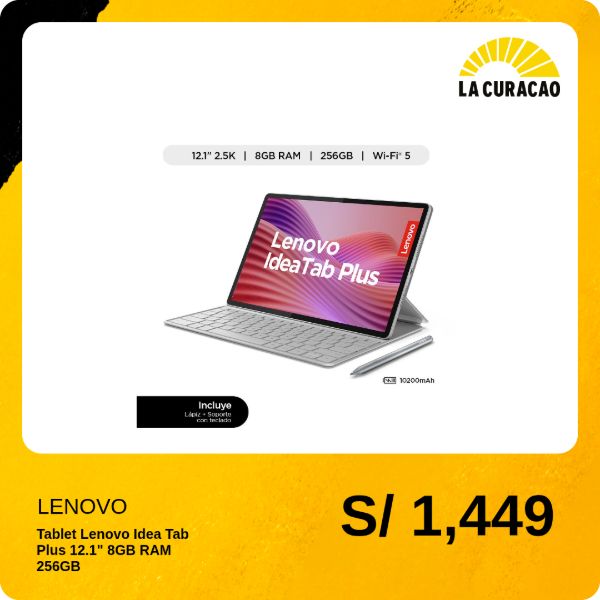 LA CURACAO
12.1" 2.5K | 8GB RAM | 256GB | Wi-Fi® 5
Lenovo
Lenovo
IdeaTab Plus
10200mAh
Incluye
Lápiz + Soporte
con teclado
LENOVO
S/ 1,449
Tablet Lenovo Idea Tab
Plus 12.1" 8GB RAM
256GB